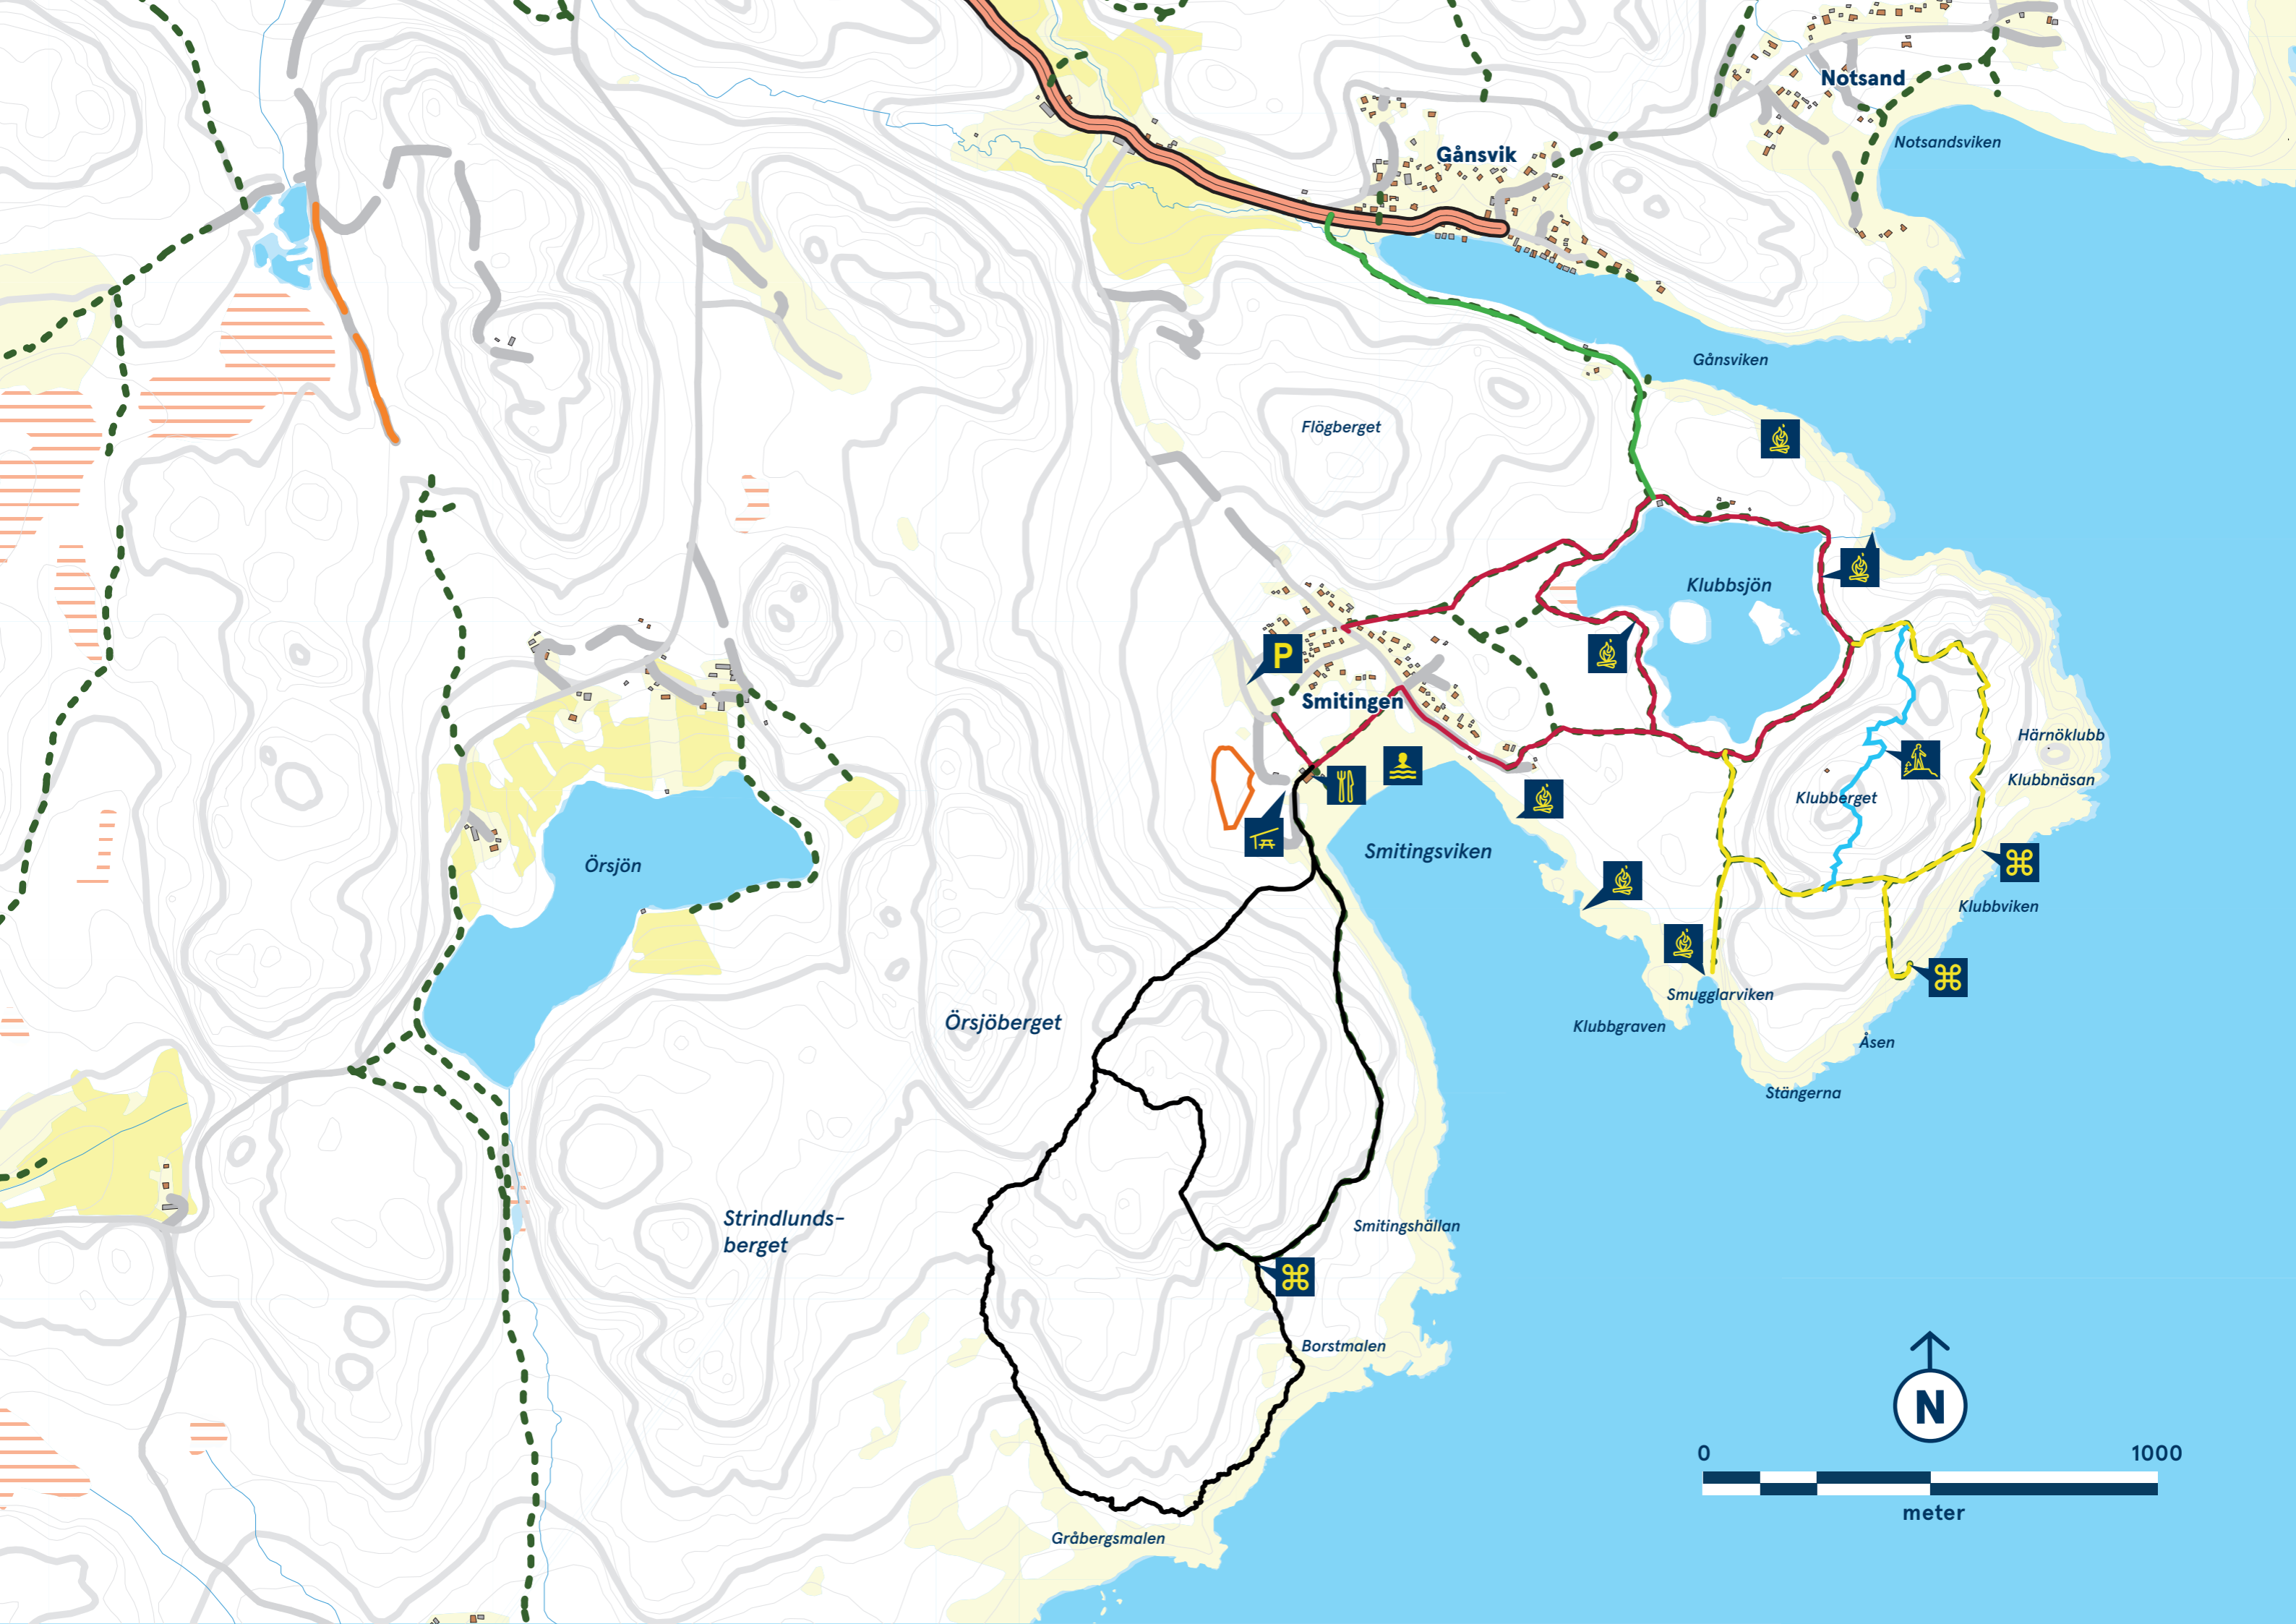 Notsand
Notsandsviken
Gånsvik
Gånsviken
Flögberget
Klubbsjön
P
Smitingen
Härnöklubb
Klubbnäsan
Klubberget
Smitingsviken
Örsjön
Klubbviken
Smugglarviken
Klubbgraven
Örsjöberget
Åsen
Stängerna
Strindlunds-
berget
Smitingshällan
Borstmalen
N
0 1000
meter
Gråbergsmalen